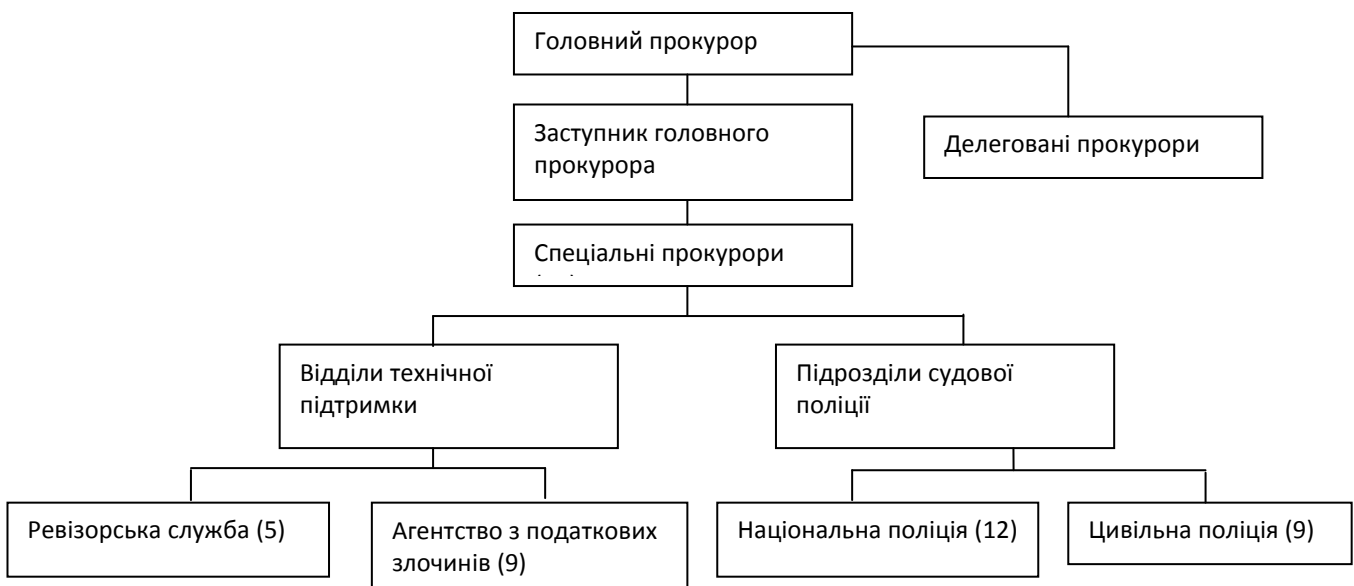 Головний прокурор
Заступник головного
прокурора
Делеговані прокурори
Спеціальні прокурори
Відділи технічної
підтримки
Підрозділи судової
поліції
Ревізорська служба (5)
Агентство з податкових
злочинів (9)
Національна поліція (12)
Цивільна поліція (9)